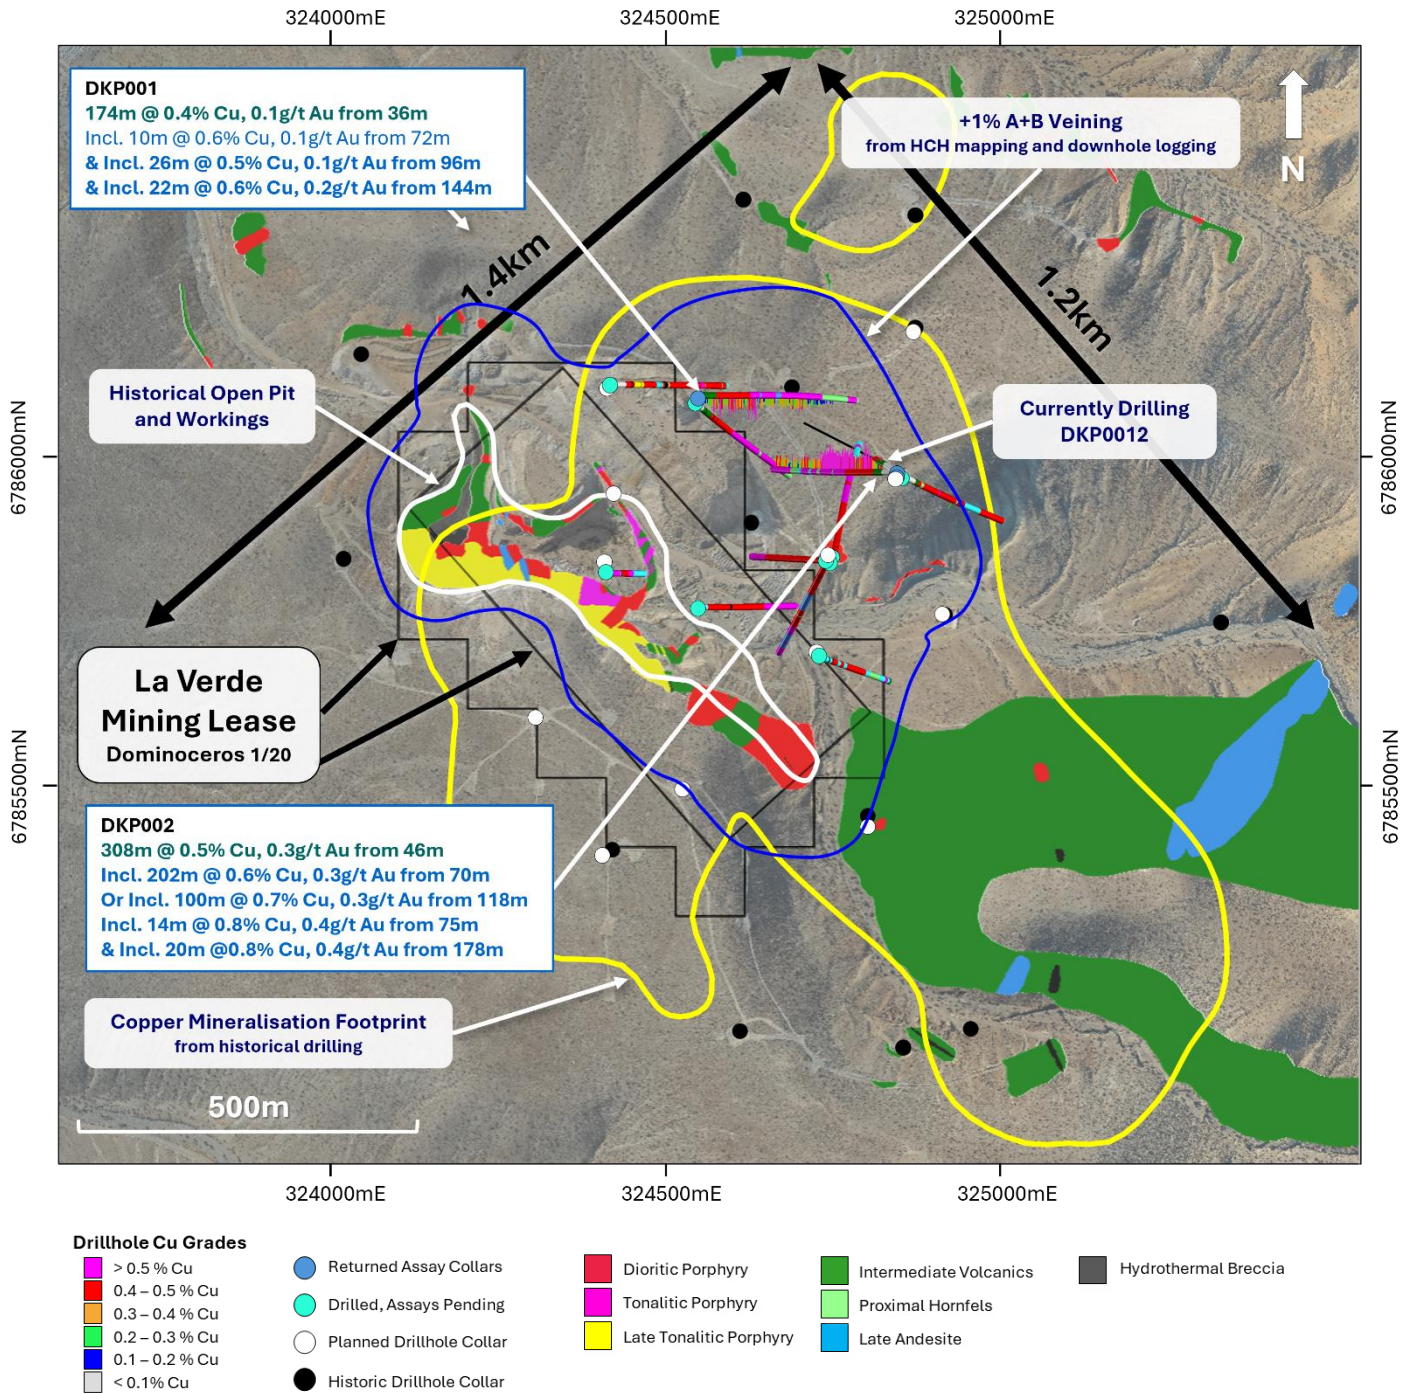 324000mE
324500mE
325000mE
DKP001
174m @ 0.4% Cu, 0.1g/t Au from 36m
Incl. 10m @ 0.6% Cu, 0.1g/t Au from 72m
& Incl. 26m @ 0.5% Cu, 0.1g/t Au from 96m
& Incl. 22m @ 0.6% Cu, 0.2g/t Au from 144m
+1% A+B Veining
from HCH mapping and downhole logging
N
1.4km
1.2km
Historical Open Pit
and Workings
Currently Drilling
DKP0012
6786000mN
6786000mN
La Verde
Mining Lease
Dominoceros 1/20
6785500mN
6785500mN
DKP002
308m @ 0.5% Cu, 0.3g/t Au from 46m
Incl. 202m @ 0.6% Cu, 0.3g/t Au from 70m
Or Incl. 100m @ 0.7% Cu, 0.3g/t Au from 118m
Incl. 14m @ 0.8% Cu, 0.4g/t Au from 75m
& Incl. 20m @0.8% Cu, 0.4g/t Au from 178m
Copper Mineralisation Footprint
from historical drilling
500m
324000mE
324500mE
325000mE
Drillhole Cu Grades
> 0.5 % Cu
0.4 – 0.5 % Cu
0.3 – 0.4 % Cu
0.2 – 0.3 % Cu
0.1 – 0.2 % Cu
< 0.1% Cu
Returned Assay Collars
Drilled, Assays Pending
Planned Drillhole Collar
Historic Drillhole Collar
Dioritic Porphyry
Tonalitic Porphyry
Late Tonalitic Porphyry
Intermediate Volcanics
Proximal Hornfels
Late Andesite
Hydrothermal Breccia